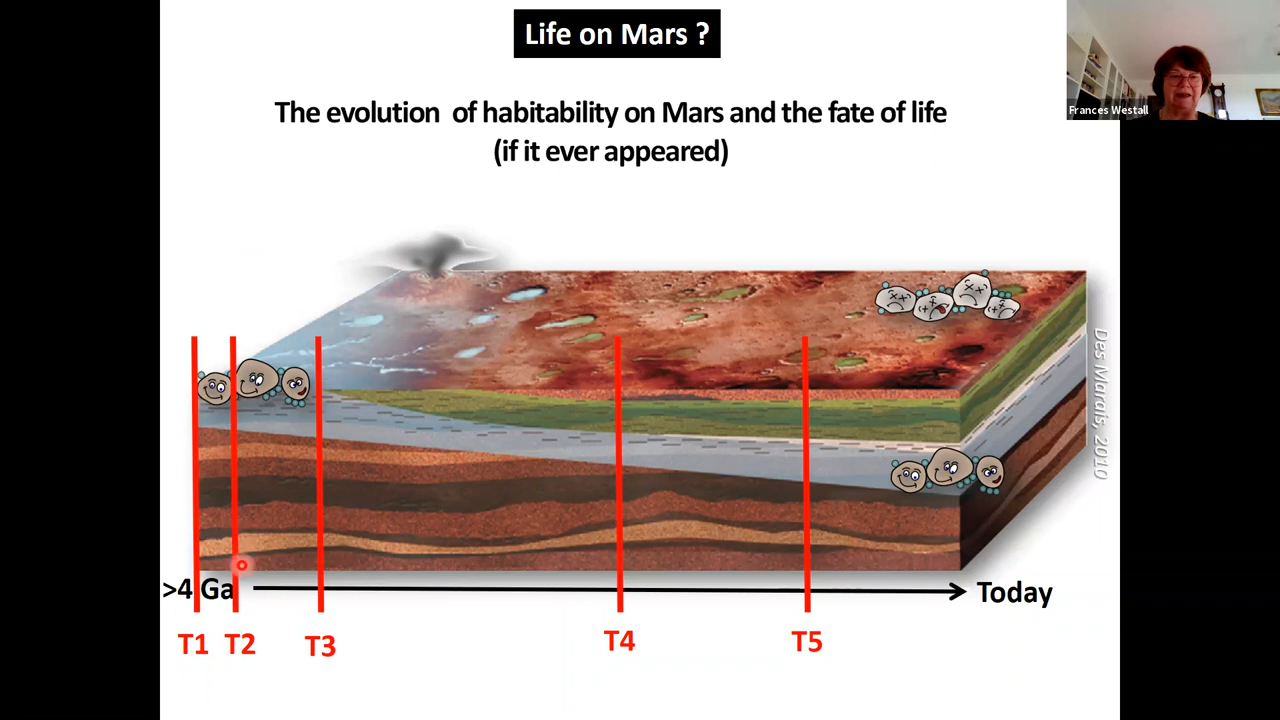 Life on Mars ?
Frances Westall
The evolution of habitability on Mars and the fate of life
(if it ever appeared)
Des Marais, 2010
>4 Ga
Today
T1 T2 T3 T4 T5